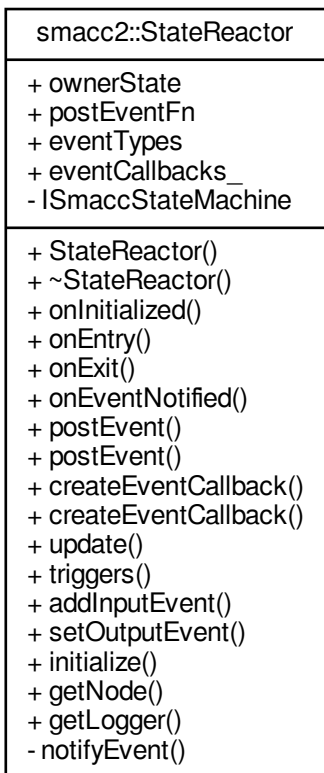 smacc2::StateReactor
+ ownerState
+ postEventFn
+ eventTypes
+ eventCallbacks_
- ISmaccStateMachine
+ StateReactor()
+ ~StateReactor()
+ onInitialized()
+ onEntry()
+ onExit()
+ onEventNotified()
+ postEvent()
+ postEvent()
+ createEventCallback()
+ createEventCallback()
+ update()
+ triggers()
+ addInputEvent()
+ setOutputEvent()
+ initialize()
+ getNode()
+ getLogger()
- notifyEvent()